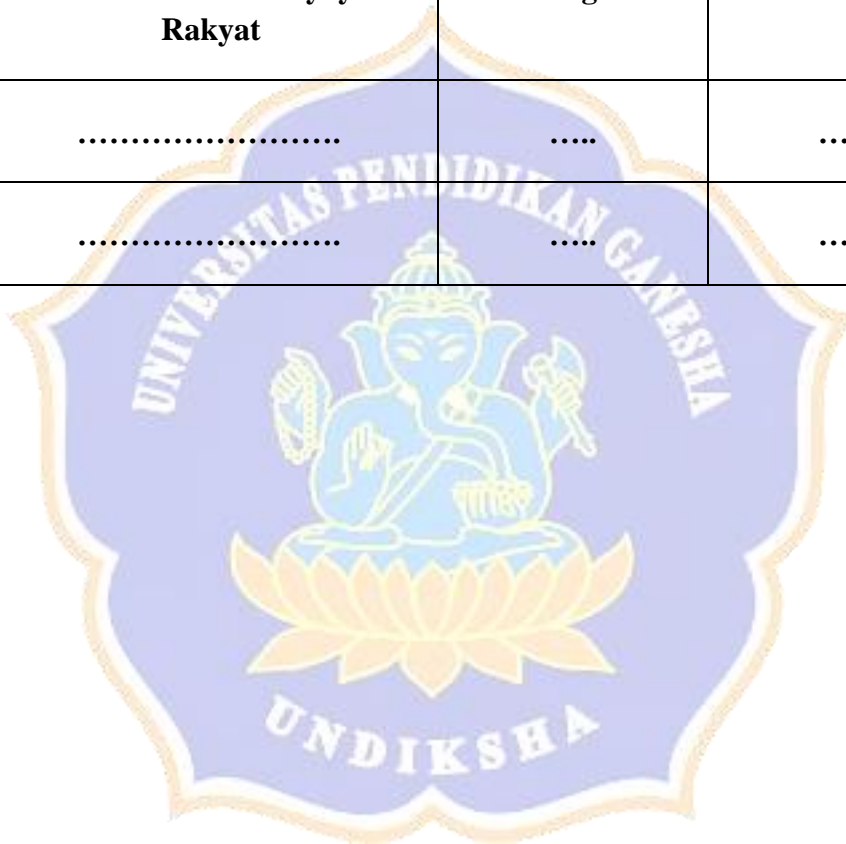 Rakyat
…………………….. ….. …
…………………….. ….. …
UNIVERSITAS PENDIDIKAN GANESHA
UNDIKSHA